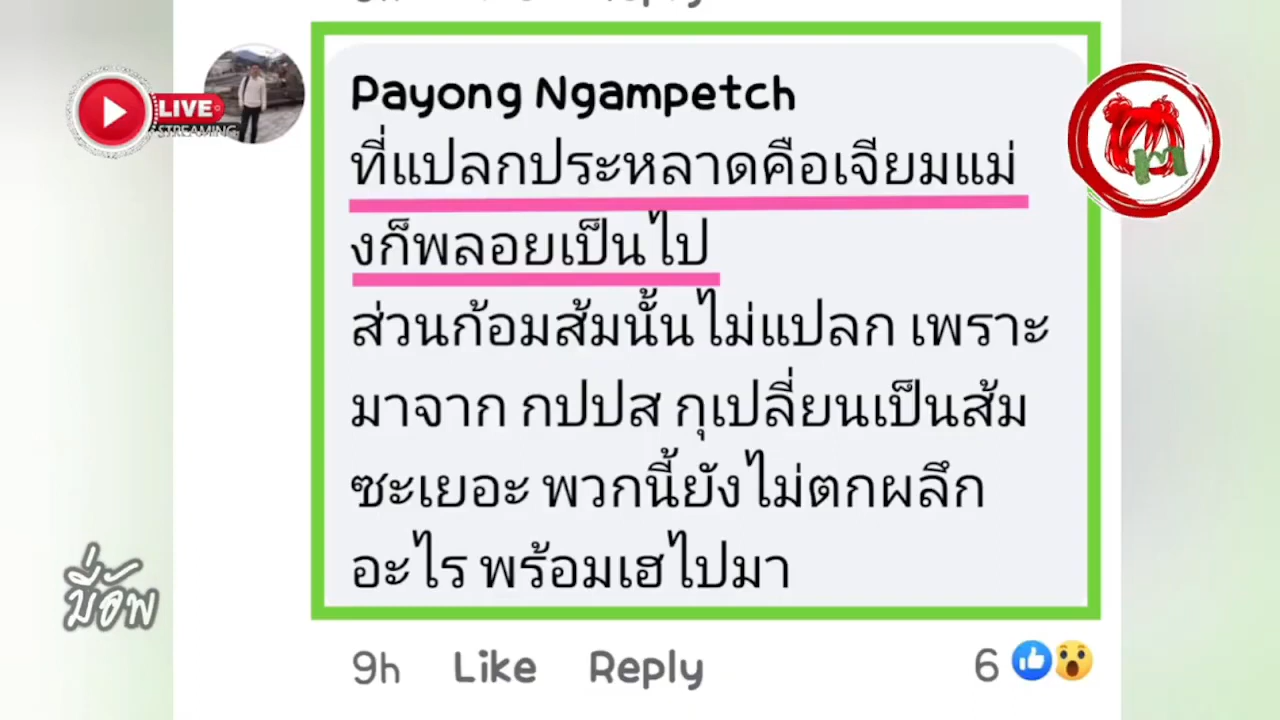 LIVE
STREAMING
Payong Ngampetch
ที่แปลกประหลาดคือเจียมแม่
งก็พลอยเป็นไป
ส่วนก้อมส้มนั้นไม่แปลก เพราะ
มาจาก กปปส กุเปลี่ยนเป็นส้ม
ซะเยอะ พวกนี้ยังไม่ตกผลึก
อะไร พร้อมเฮไปมา
9h Like Reply 6
บี่อัพ